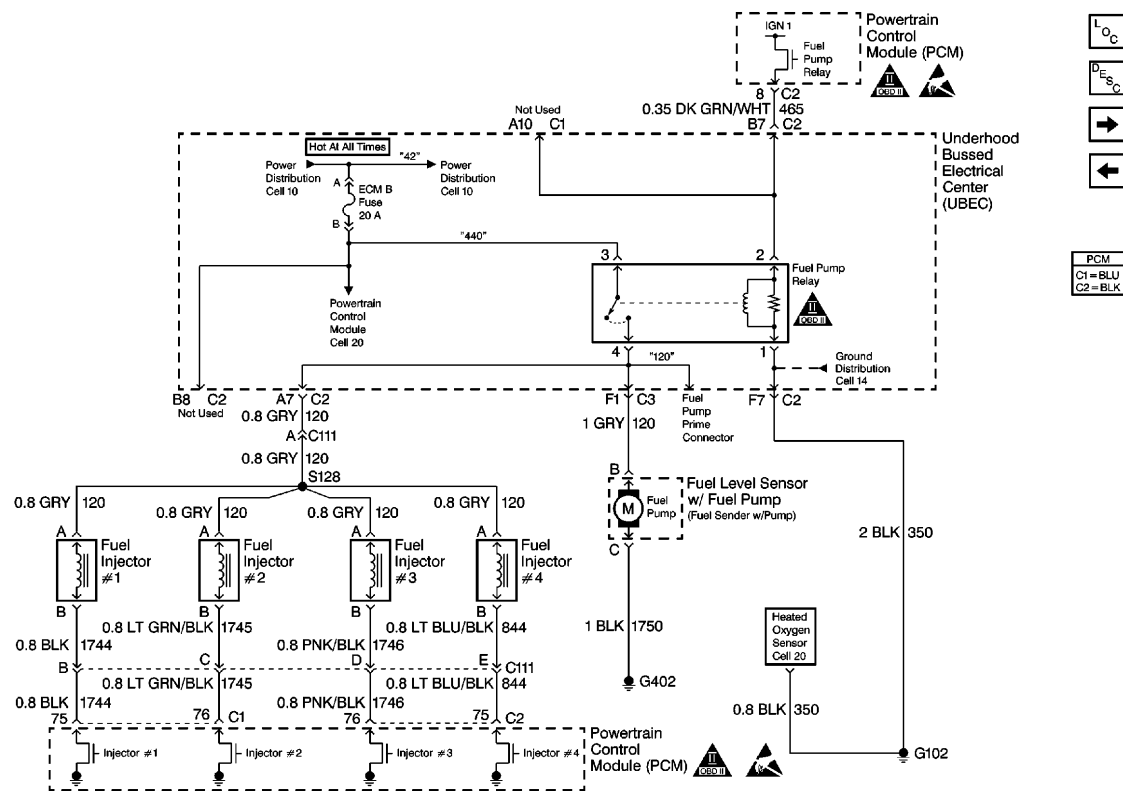 IGN 1
Fuel
Pump
Relay
Powertrain
Control
Module (PCM)
II
OBD II
LOC
DESC
8 C2
0.35 DK GRN/WHT 465
B7 C2
Not Used
A10 C1
Underhood
Bussed
Electrical
Center
(UBEC)
Hot At All Times
Power
Distribution
Cell 10
"42"
Power
Distribution
Cell 10
A
ECM B
Fuse
20 A
B
"440"
3
2
Fuel Pump
Relay
II
OBD II
PCM
C1=BLU
C2=BLK
Powertrain
Control
Module
Cell 20
4
"120"
1
Ground
Distribution
Cell 14
B8 C2
Not Used
A7 C2
F1 C3
Fuel
Pump
Prime
Connector
F7 C2
0.8 GRY 120
1 GRY 120
A C111
0.8 GRY 120
S128
B
Fuel
Pump
M
C
Fuel Level Sensor
w/ Fuel Pump
(Fuel Sender w/Pump)
0.8 GRY 120
0.8 GRY 120
0.8 GRY 120
0.8 GRY 120
2 BLK 350
A
A
A
A
Fuel
Injector
#1
Fuel
Injector
#2
Fuel
Injector
#3
Fuel
Injector
#4
B
B
B
B
0.8 BLK 1744
0.8 LT GRN/BLK 1745
0.8 PNK/BLK 1746
0.8 LT BLU/BLK 844
1 BLK 1750
Heated
Oxygen
Sensor
Cell 20
B
C
D
E
C111
G402
0.8 BLK 1744
0.8 LT GRN/BLK 1745
0.8 PNK/BLK 1746
0.8 LT BLU/BLK 844
0.8 BLK 350
75
76 C1
76
75 C2
Injector #1
Injector #2
Injector #3
Injector #4
Powertrain
Control
Module (PCM)
II
OBD II
G102